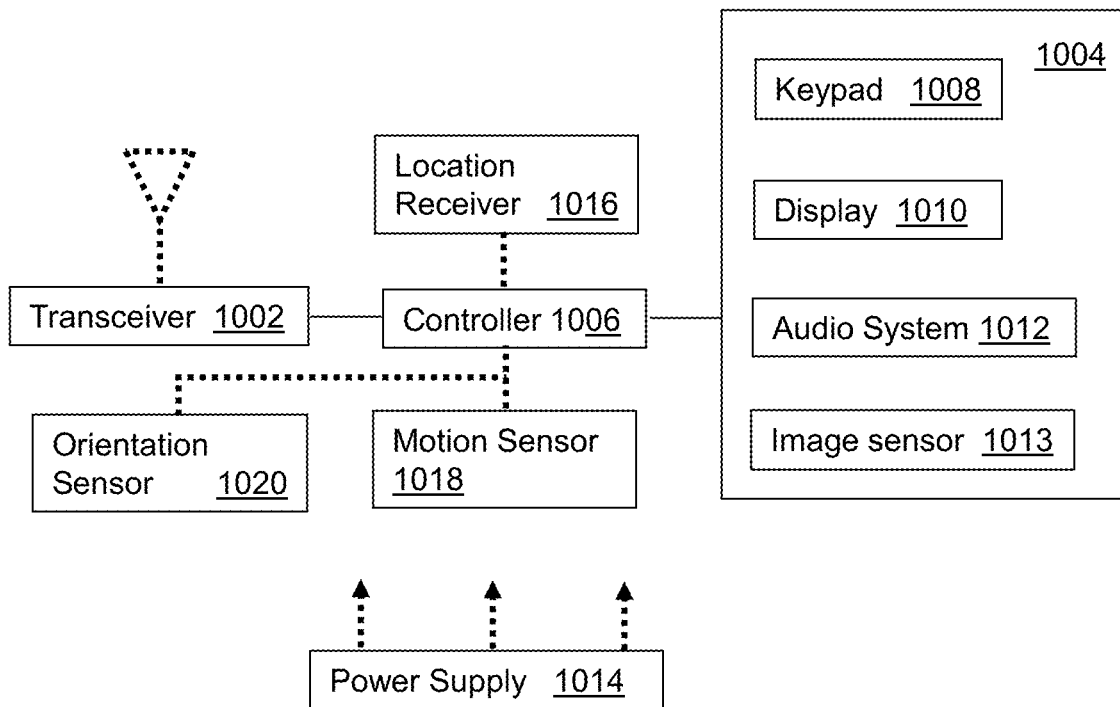 1004
Keypad 1008
Location
Receiver 1016
Display 1010
Transceiver 1002
Controller 1006
Audio System 1012
Orientation
Sensor 1020
Motion Sensor
1018
Image sensor 1013
Power Supply 1014